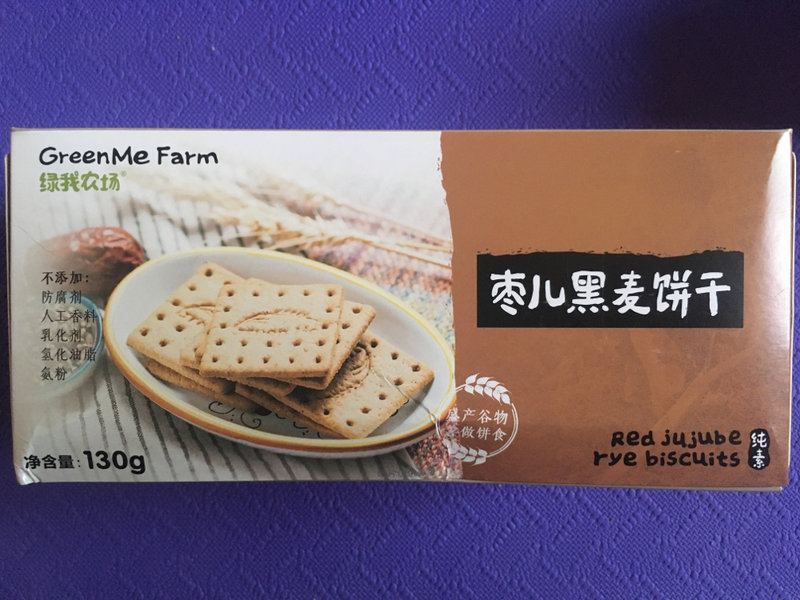 GreenMe Farm
绿我农场®
不添加:
防腐剂
人工香料
乳化剂
氢化油脂
氨粉
净含量: 130g
枣儿黑麦饼干
盛产谷物
做饼食
Red jujube
rye biscuits
纯素